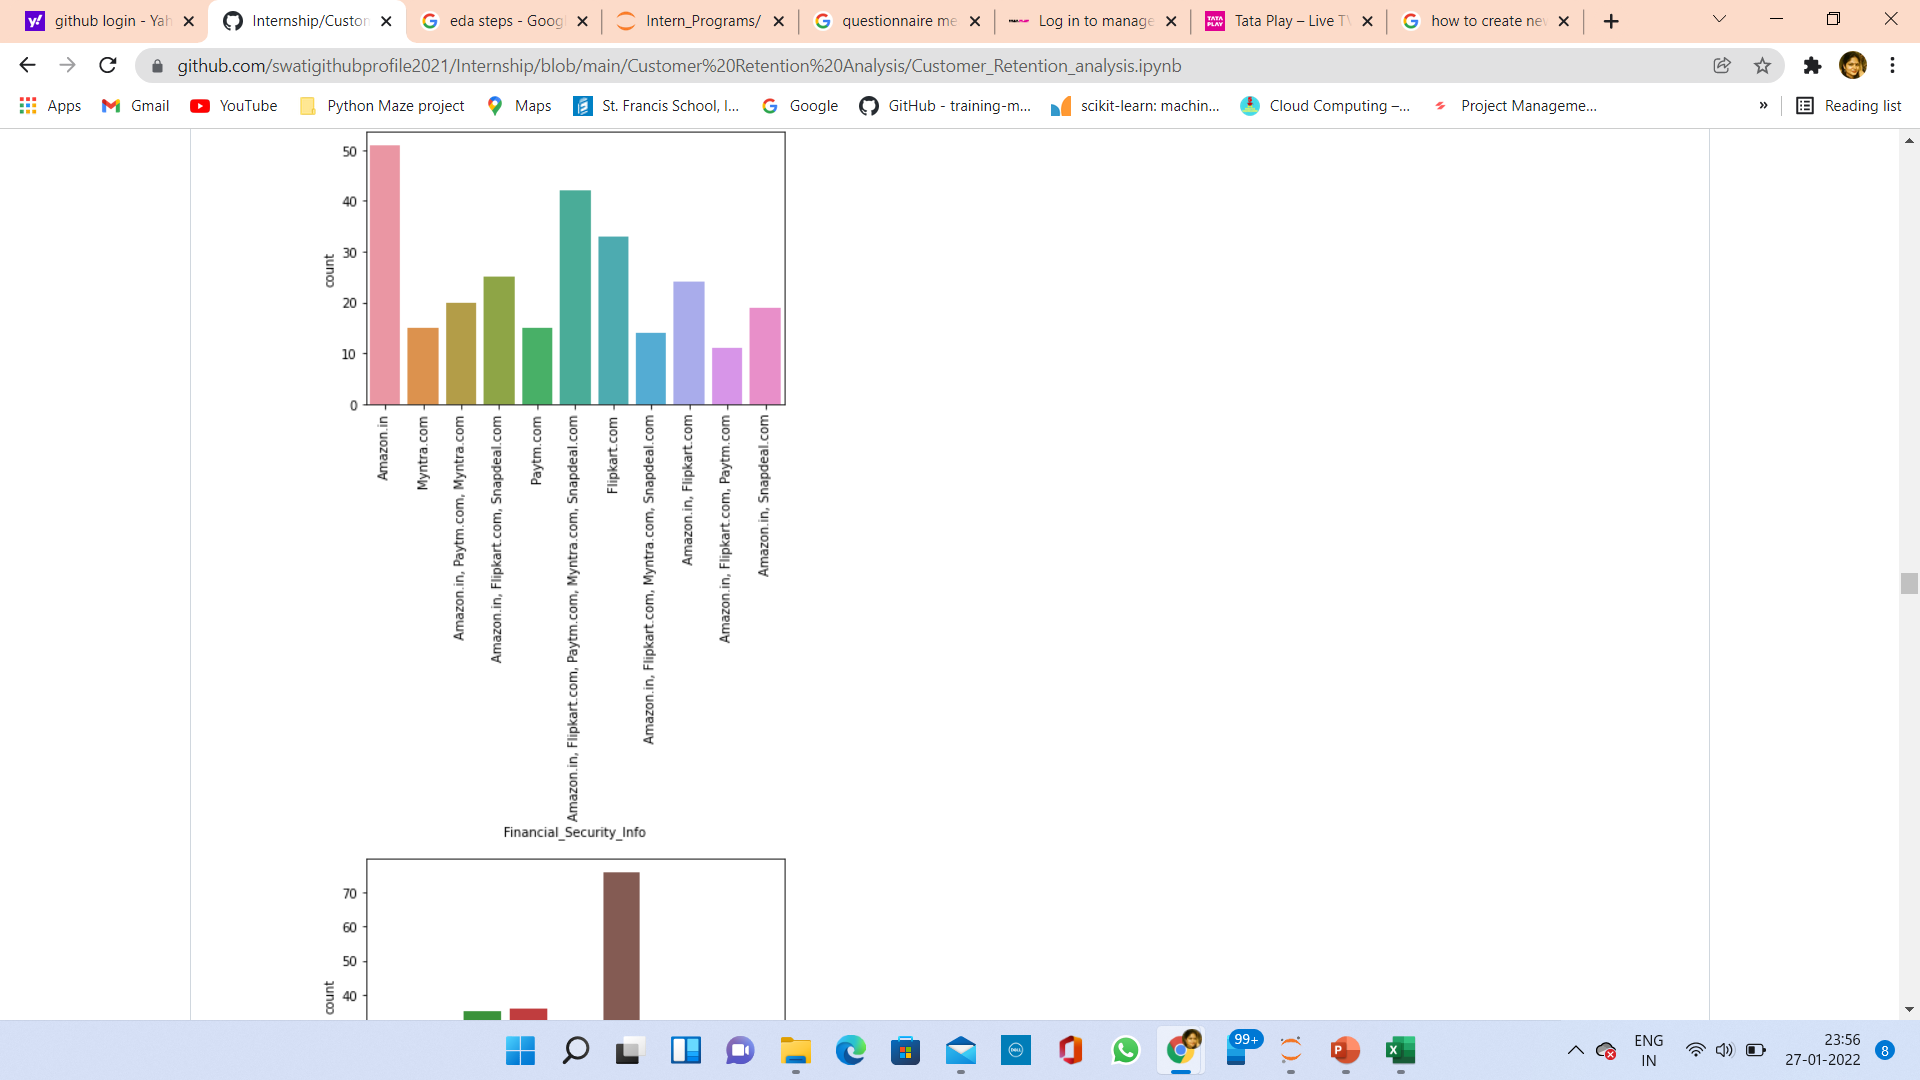 github login - Yah
Internship/Custom
eda steps - Googl
Intern_Programs/
questionnaire me
Log in to manage
Tata Play – Live TV
how to create new
github.com/swatigithubprofile2021/Internship/blob/main/Customer%20Retention%20Analysis/Customer_Retention_analysis.ipynb
Apps
Gmail
YouTube
Python Maze project
Maps
St. Francis School, I...
Google
GitHub - training-m...
scikit-learn: machin...
Cloud Computing –...
Project Manageme...
»
Reading list
50
40
30
20
10
0
count
Amazon.in
Myntra.com
Amazon.in, Paytm.com, Myntra.com
Amazon.in, Flipkart.com, Snapdeal.com
Paytm.com
Amazon.in, Flipkart.com, Paytm.com, Myntra.com, Snapdeal.com
Flipkart.com
Amazon.in, Flipkart.com, Myntra.com, Snapdeal.com
Amazon.in, Flipkart.com
Amazon.in, Flipkart.com, Paytm.com
Amazon.in, Snapdeal.com
Financial_Security_Info
70
60
50
40
count
99+
ENG
IN
23:56
27-01-2022
8